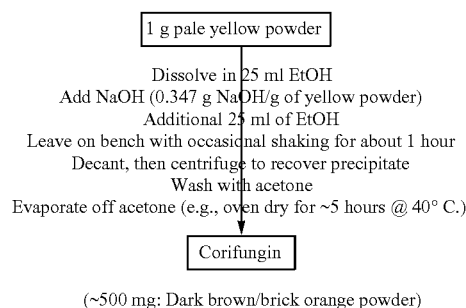 1 g pale yellow powder
Dissolve in 25 ml EtOH
Add NaOH (0.347 g NaOH/g of yellow powder)
Additional 25 ml of EtOH
Leave on bench with occasional shaking for about 1 hour
Decant, then centrifuge to recover precipitate
Wash with acetone
Evaporate off acetone (e.g., oven dry for ~5 hours @ 40° C.)
Corifungin
(~500 mg: Dark brown/brick orange powder)